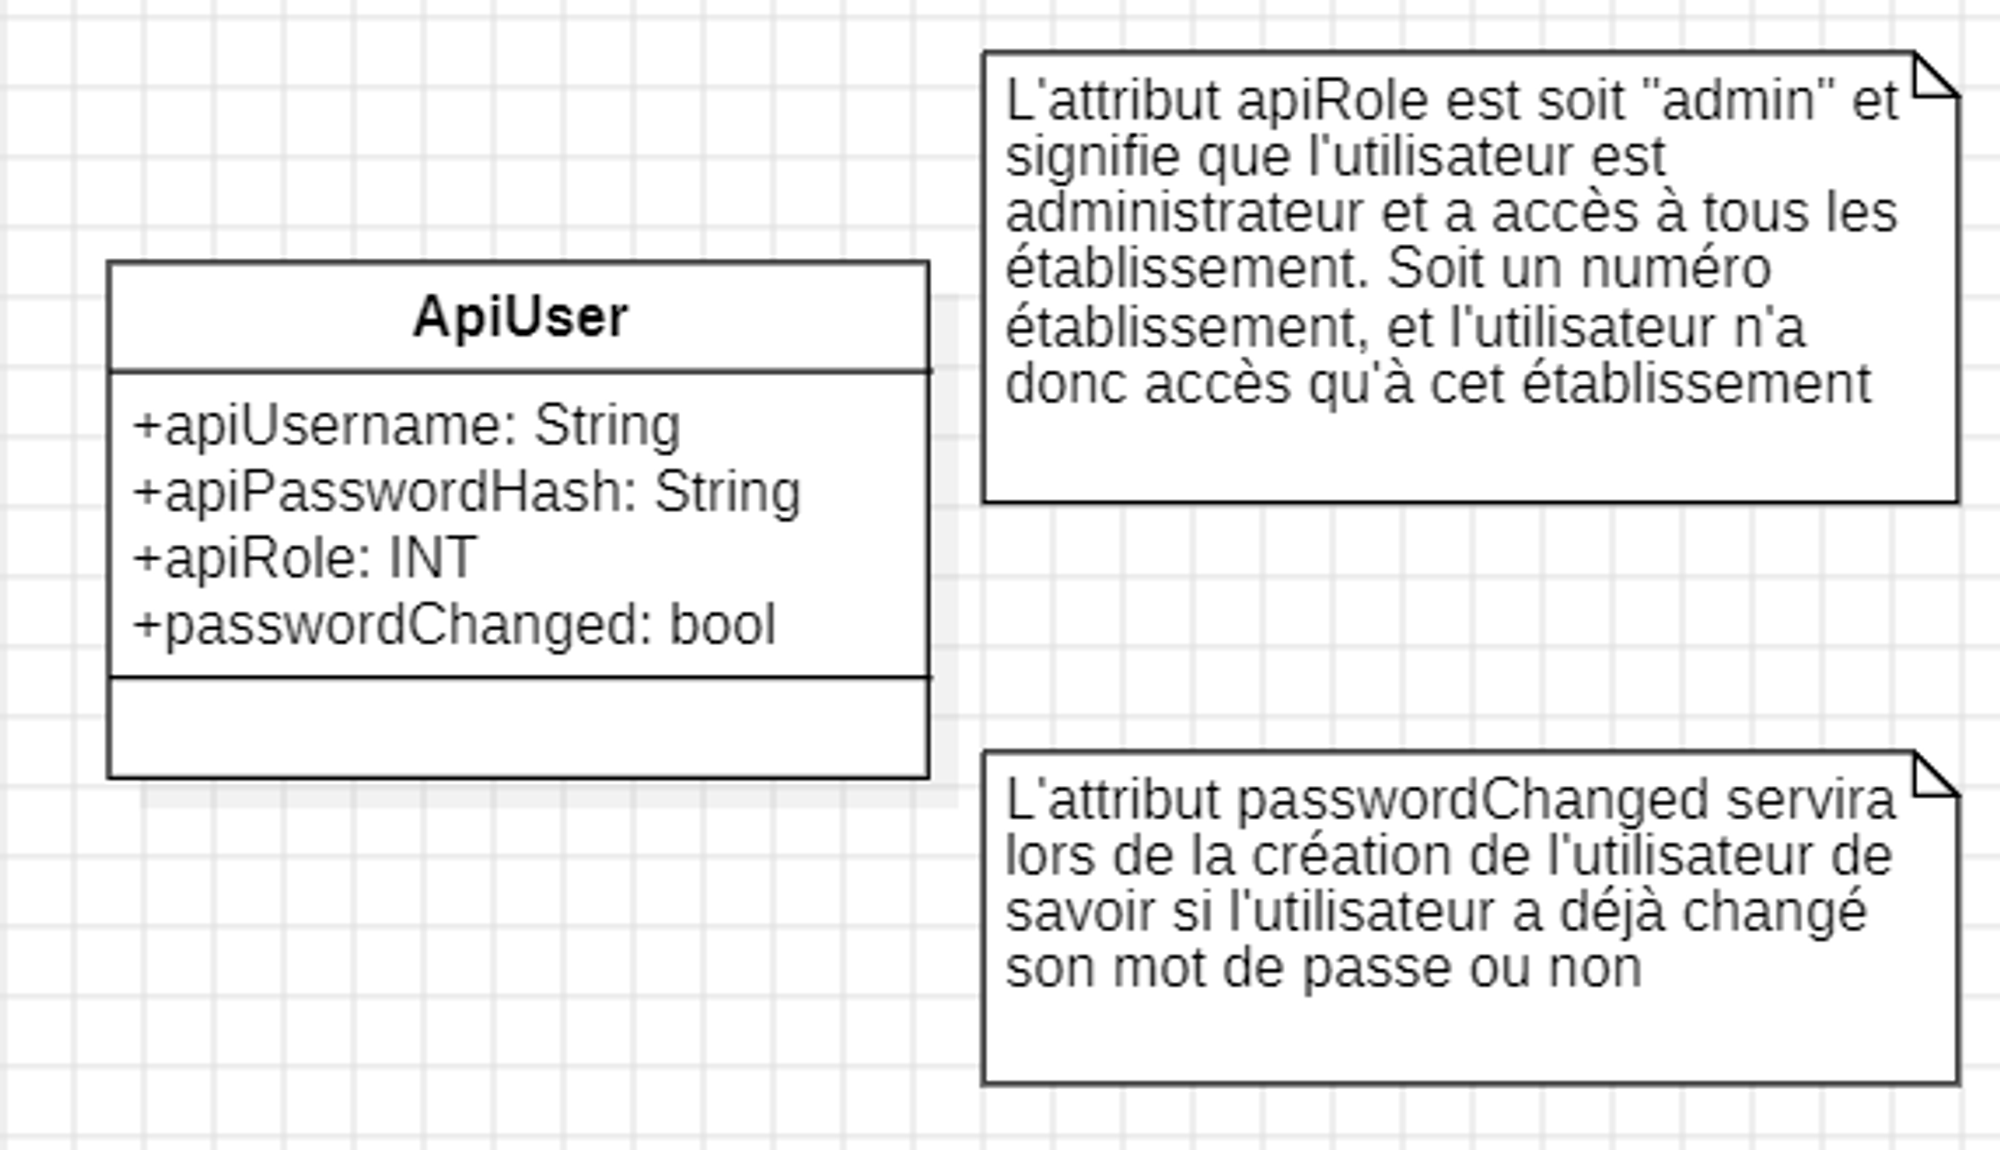 ApiUser
+apiUsername: String
+apiPasswordHash: String
+apiRole: INT
+passwordChanged: bool
L'attribut apiRole est soit "admin" et
signifie que l'utilisateur est
administrateur et a accès à tous les
établissement. Soit un numéro
établissement, et l'utilisateur n'a
donc accès qu'à cet établissement
L'attribut passwordChanged servira
lors de la création de l'utilisateur de
savoir si l'utilisateur a déjà changé
son mot de passe ou non